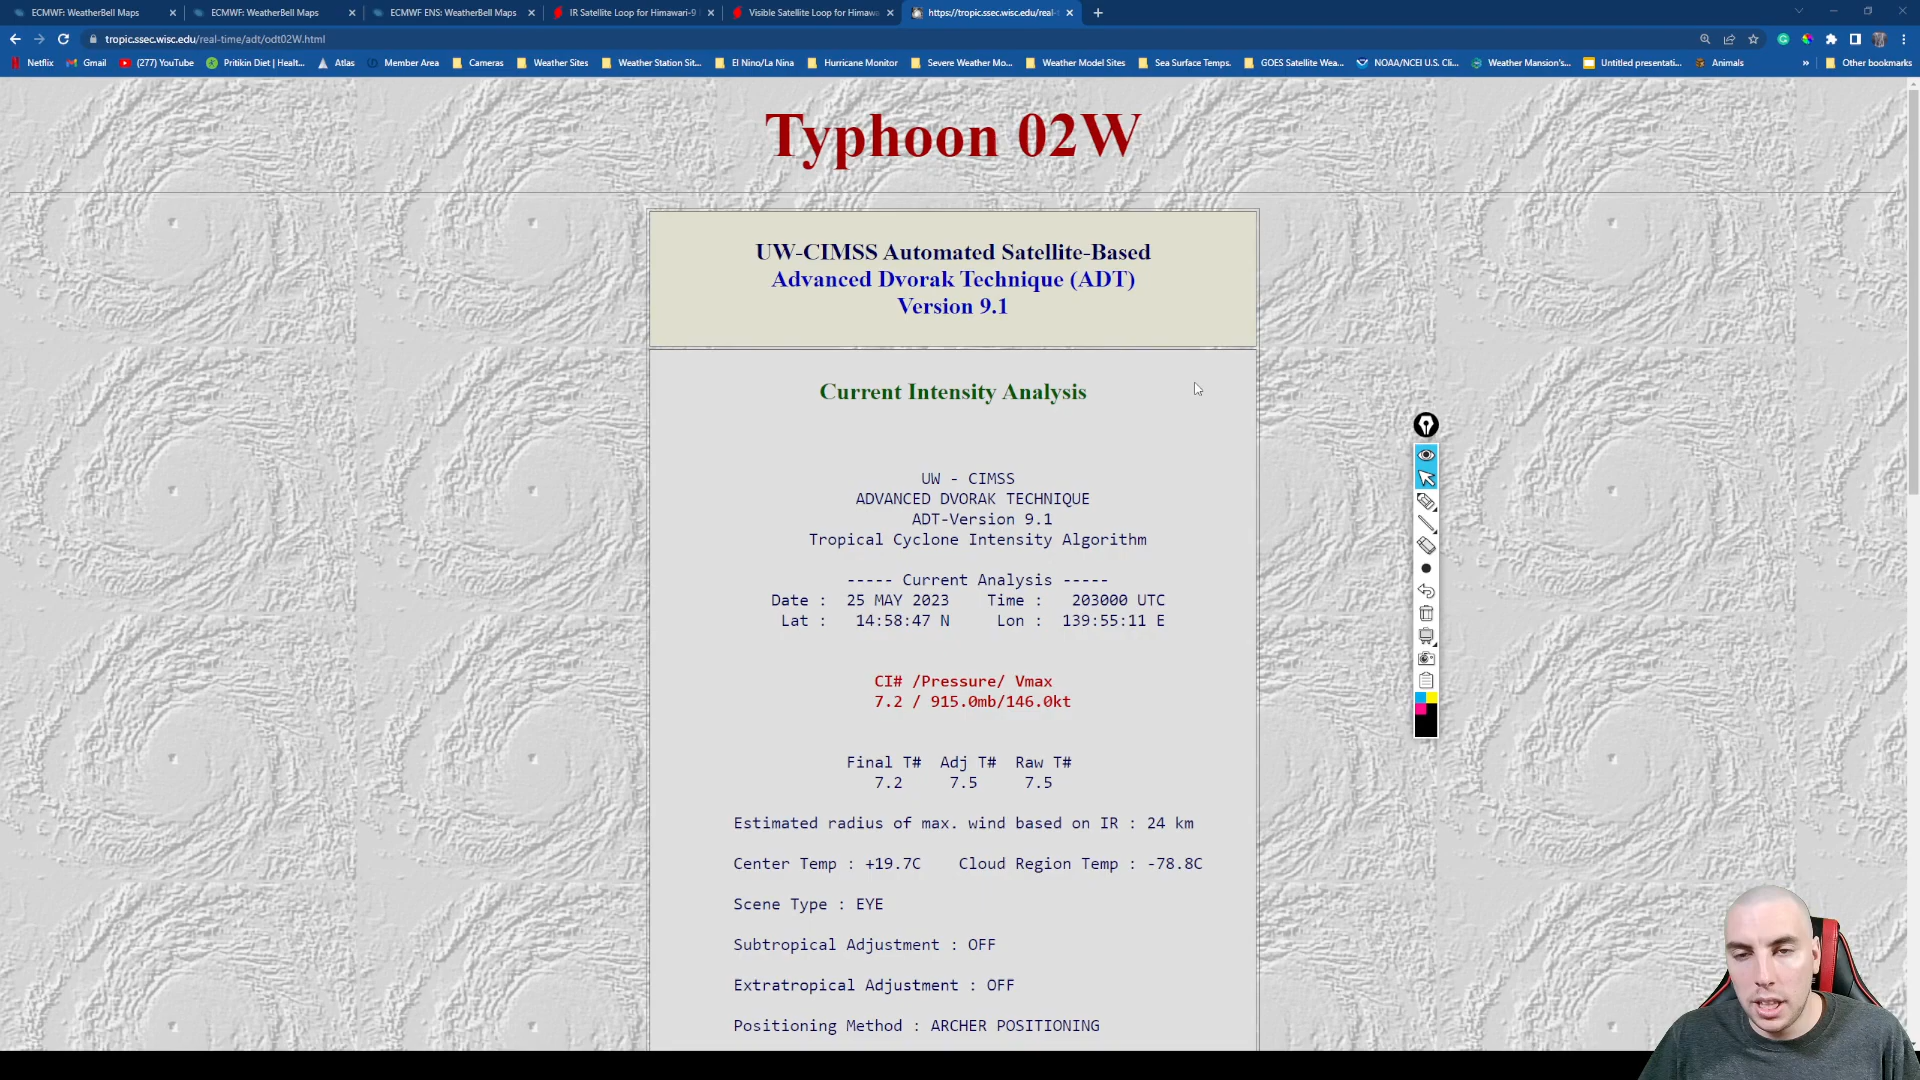 ECMWF: WeatherBell Maps
ECMWF: WeatherBell Maps
ECMWF ENS: WeatherBell Maps
IR Satellite Loop for Himawari-9
Visible Satellite Loop for Himaw
https://tropic.ssec.wisc.edu/real-
tropic.ssec.wisc.edu/real-time/adt/odt02W.html
Netflix
Gmail
(277) YouTube
Pritikin Diet | Healt...
Atlas
Member Area
Cameras
Weather Sites
Weather Station Sit...
El Nino/La Nina
Hurricane Monitor
Severe Weather Mo...
Weather Model Sites
Sea Surface Temps.
GOES Satellite Wea...
NOAA/NCEI U.S. Cli...
Weather Mansion's...
Untitled presentati...
Animals
»
Other bookmarks
Typhoon 02W
UW-CIMSS Automated Satellite-Based
Advanced Dvorak Technique (ADT)
Version 9.1
Current Intensity Analysis
UW - CIMSS
ADVANCED DVORAK TECHNIQUE
ADT-Version 9.1
Tropical Cyclone Intensity Algorithm
----- Current Analysis -----
Date : 25 MAY 2023 Time : 203000 UTC
Lat : 14:58:47 N Lon : 139:55:11 E
CI# /Pressure/ Vmax
7.2 / 915.0mb/146.0kt
Final T# Adj T# Raw T#
7.2 7.5 7.5
Estimated radius of max. wind based on IR : 24 km
Center Temp : +19.7C Cloud Region Temp : -78.8C
Scene Type : EYE
Subtropical Adjustment : OFF
Extratropical Adjustment : OFF
Positioning Method : ARCHER POSITIONING